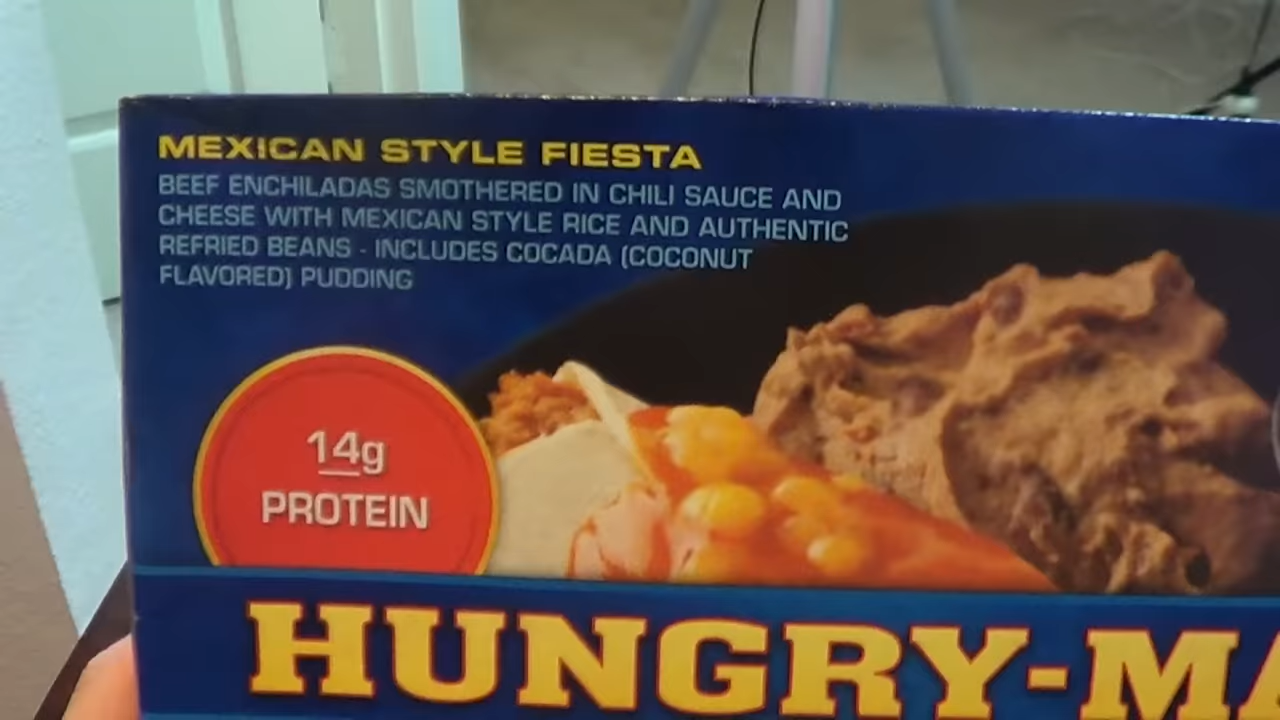 MEXICAN STYLE FIESTA
BEEF ENCHILADAS SMOTHERED IN CHILI SAUCE AND
CHEESE WITH MEXICAN STYLE RICE AND AUTHENTIC
REFRIED BEANS - INCLUDES COCADA (COCONUT
FLAVORED) PUDDING
14g
PROTEIN
HUNGRY-MA